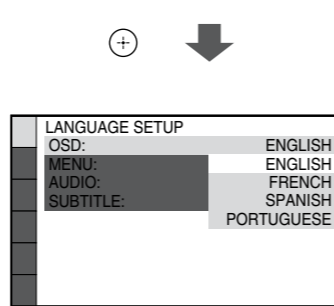 LANGUAGE SETUP
OSD: ENGLISH
MENU: ENGLISH
AUDIO: FRENCH
SUBTITLE: SPANISH
PORTUGUESE